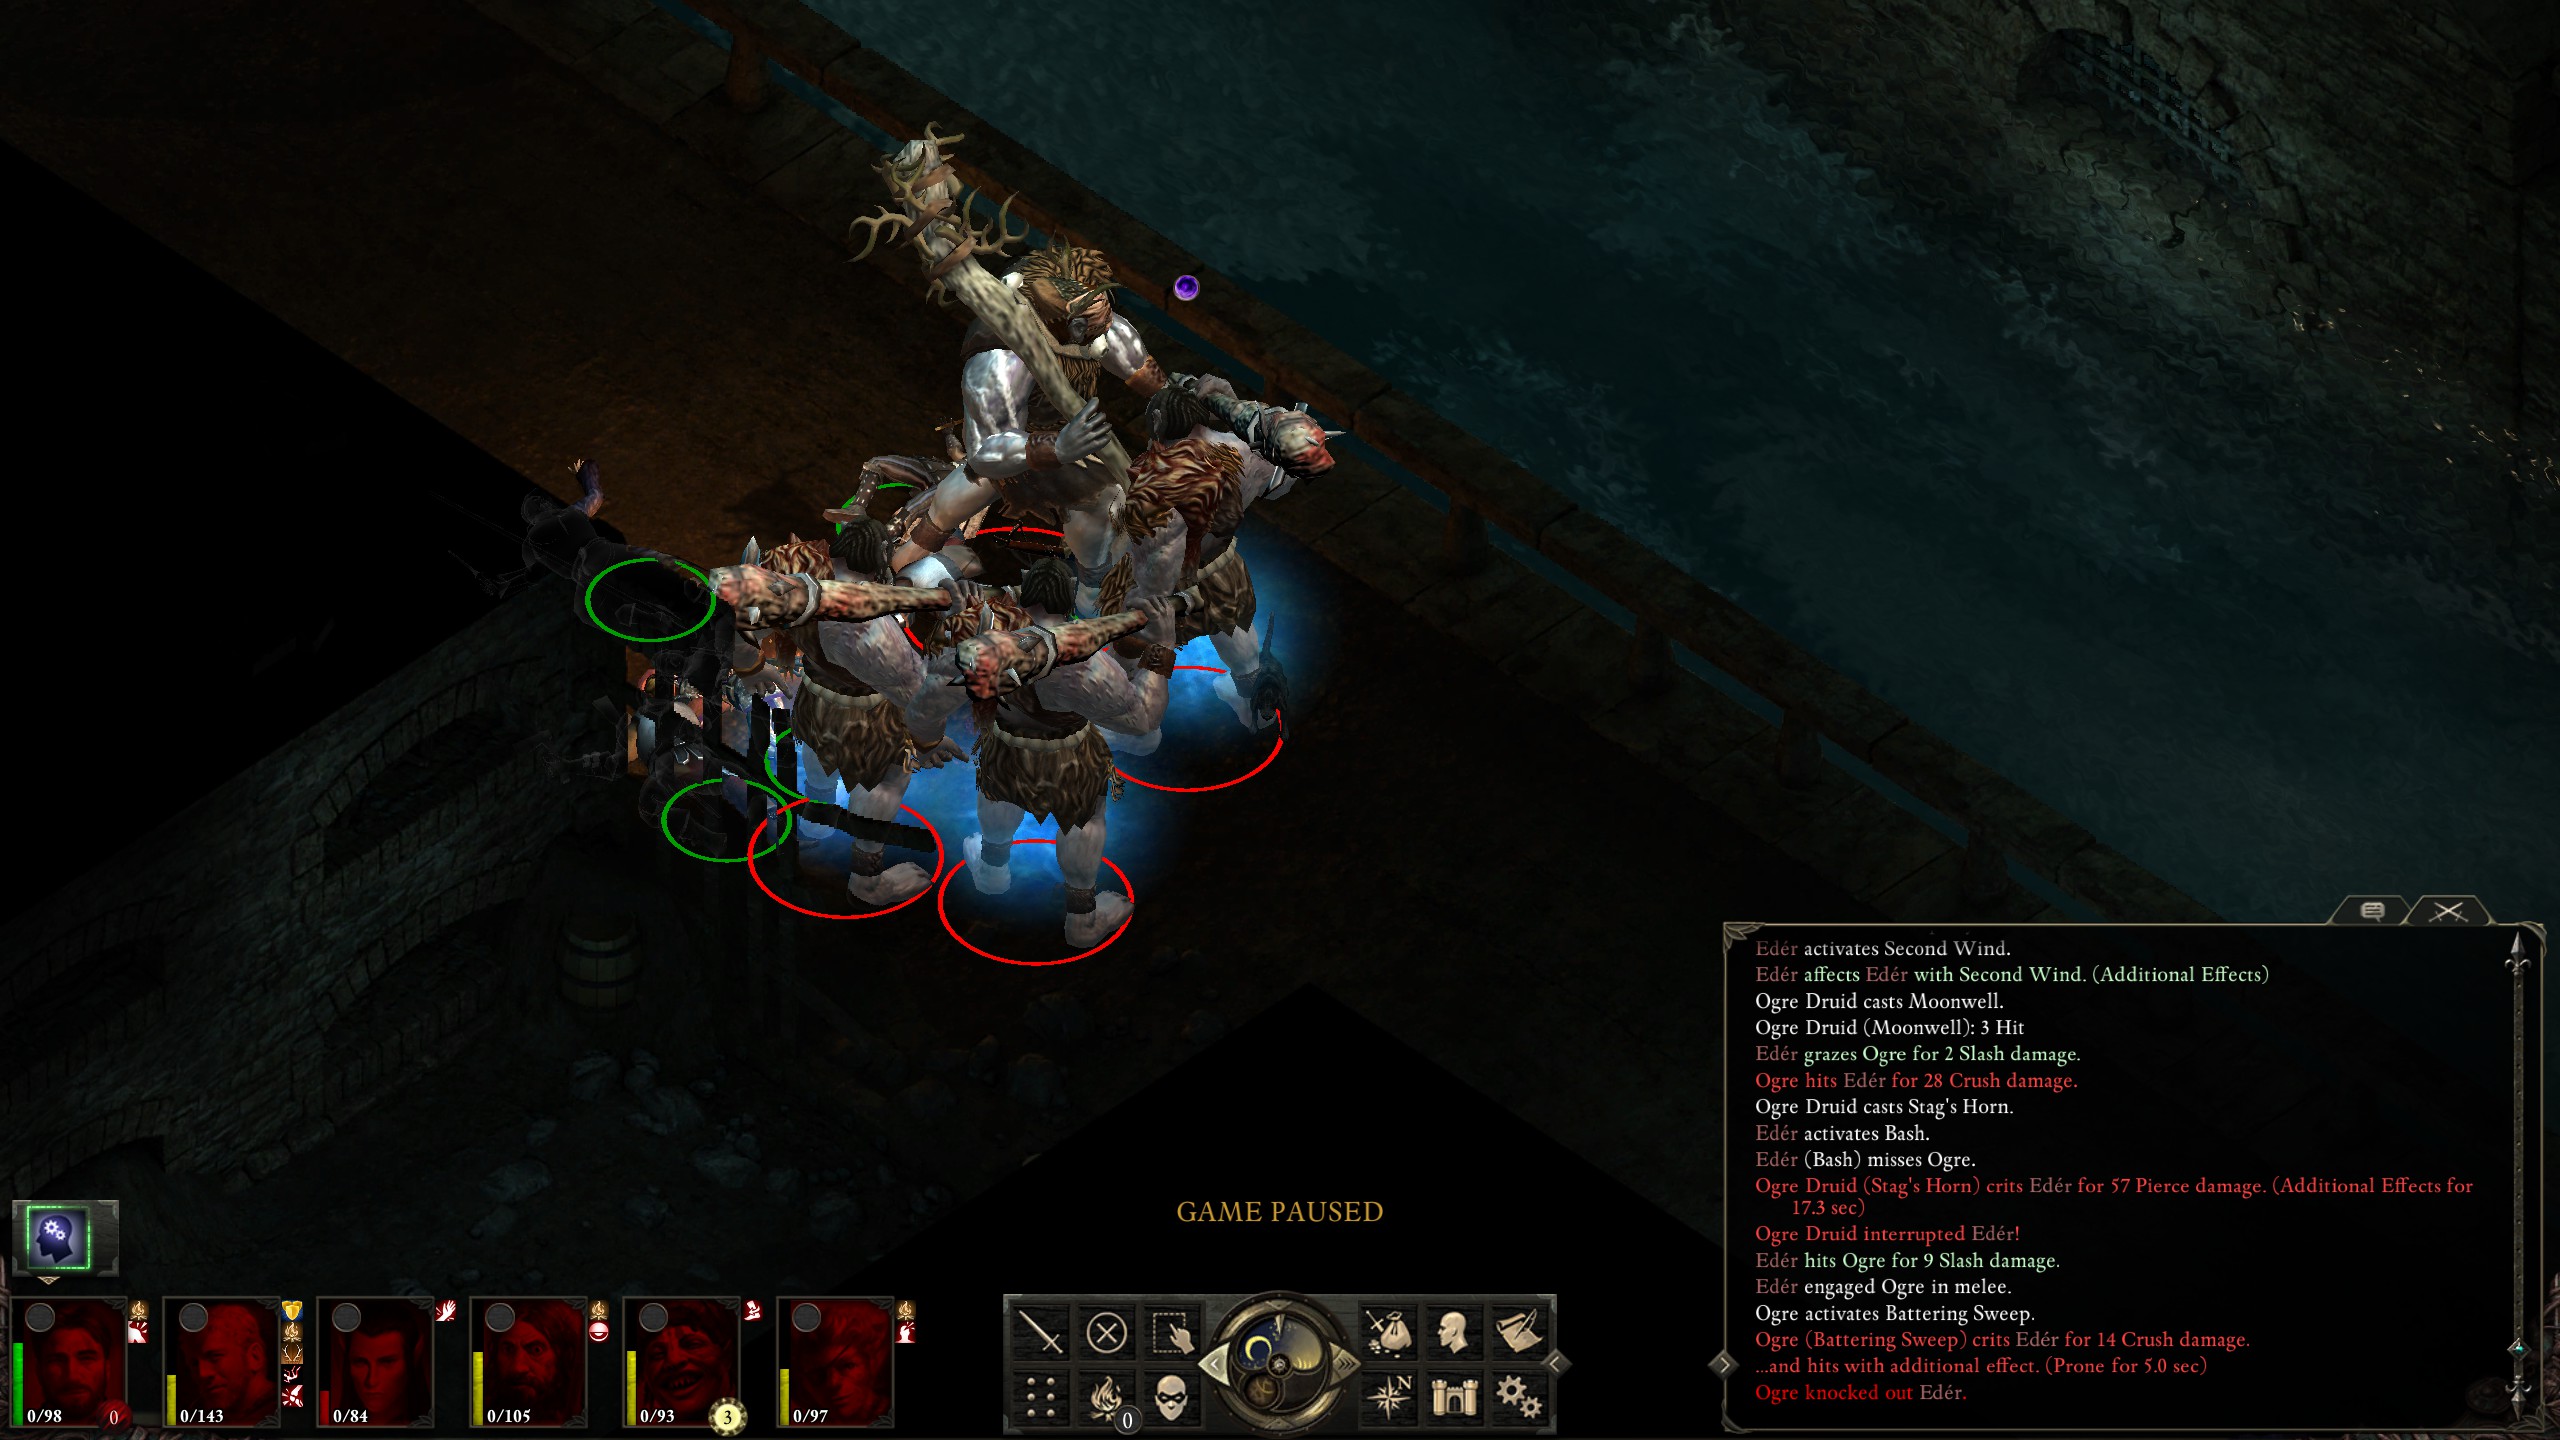 Edér activates Second Wind.
Edér affects Edér with Second Wind. (Additional Effects)
Ogre Druid casts Moonwell.
Ogre Druid (Moonwell): 3 Hit
Edér grazes Ogre for 2 Slash damage.
Ogre hits Edér for 28 Crush damage.
Ogre Druid casts Stag's Horn.
Edér activates Bash.
Edér (Bash) misses Ogre.
Ogre Druid (Stag's Horn) crits Edér for 57 Pierce damage. (Additional Effects for
17.3 sec)
GAME PAUSED
Ogre Druid interrupted Edér!
Edér hits Ogre for 9 Slash damage.
Edér engaged Ogre in melee.
Ogre activates Battering Sweep.
Ogre (Battering Sweep) crits Edér for 14 Crush damage.
...and hits with additional effect. (Prone for 5.0 sec)
Ogre knocked out Edér.
N
0/98 0 0/143 0/84 0/105 0/93 3 0/97
0